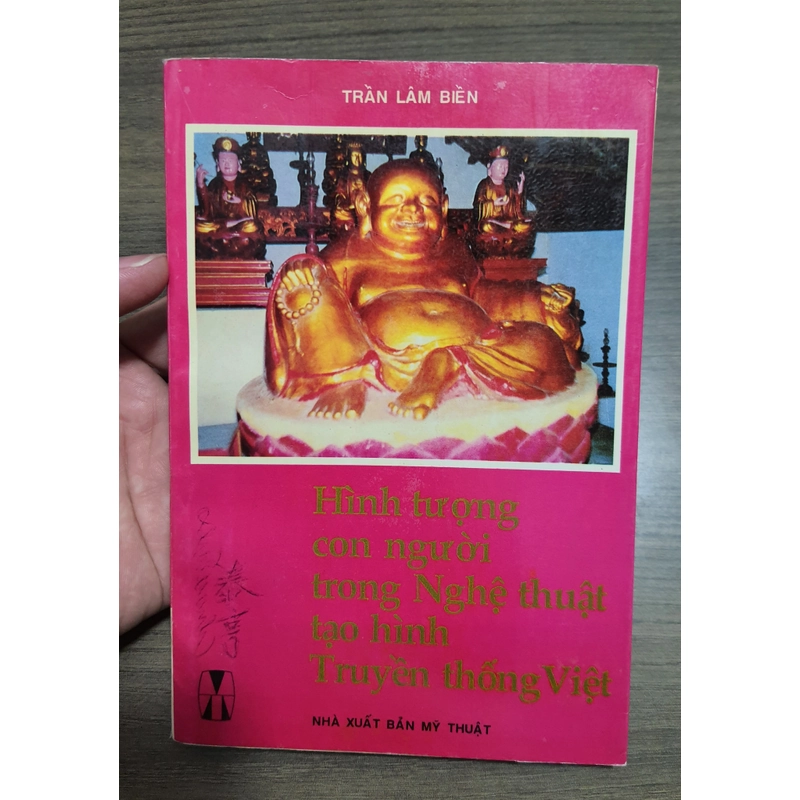 TRẦN LÂM BIỀN
Hình tượng
con người
trong Nghệ thuật
tạo hình
Truyền thống Việt
NHÀ XUẤT BẢN MỸ THUẬT